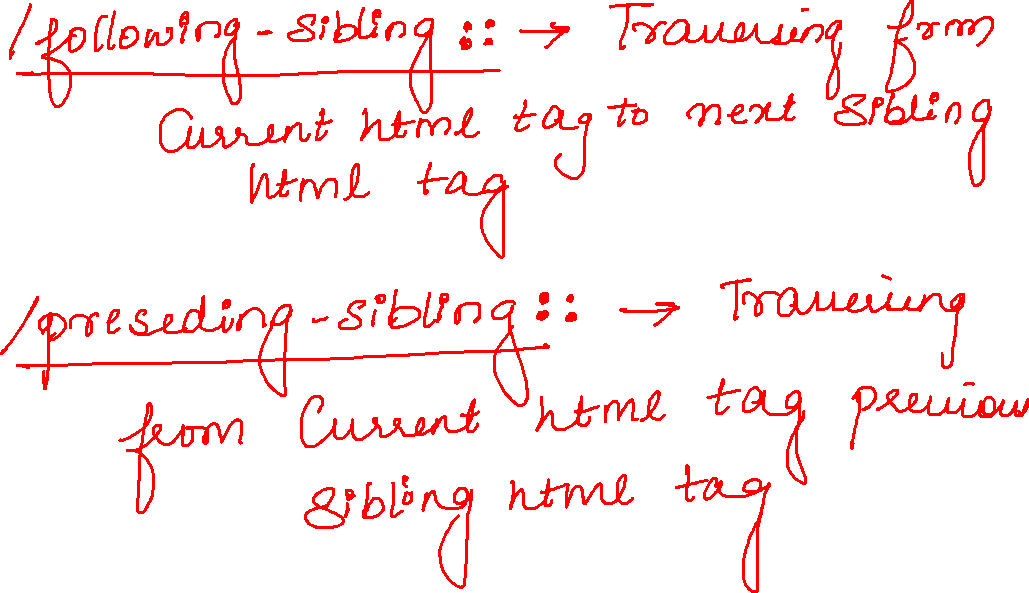 /following-sibling :: → Traversing from
Current html tag to next sibling
html tag
/preseding-sibling :: → Traversing
from Current html tag previous
sibling html tag